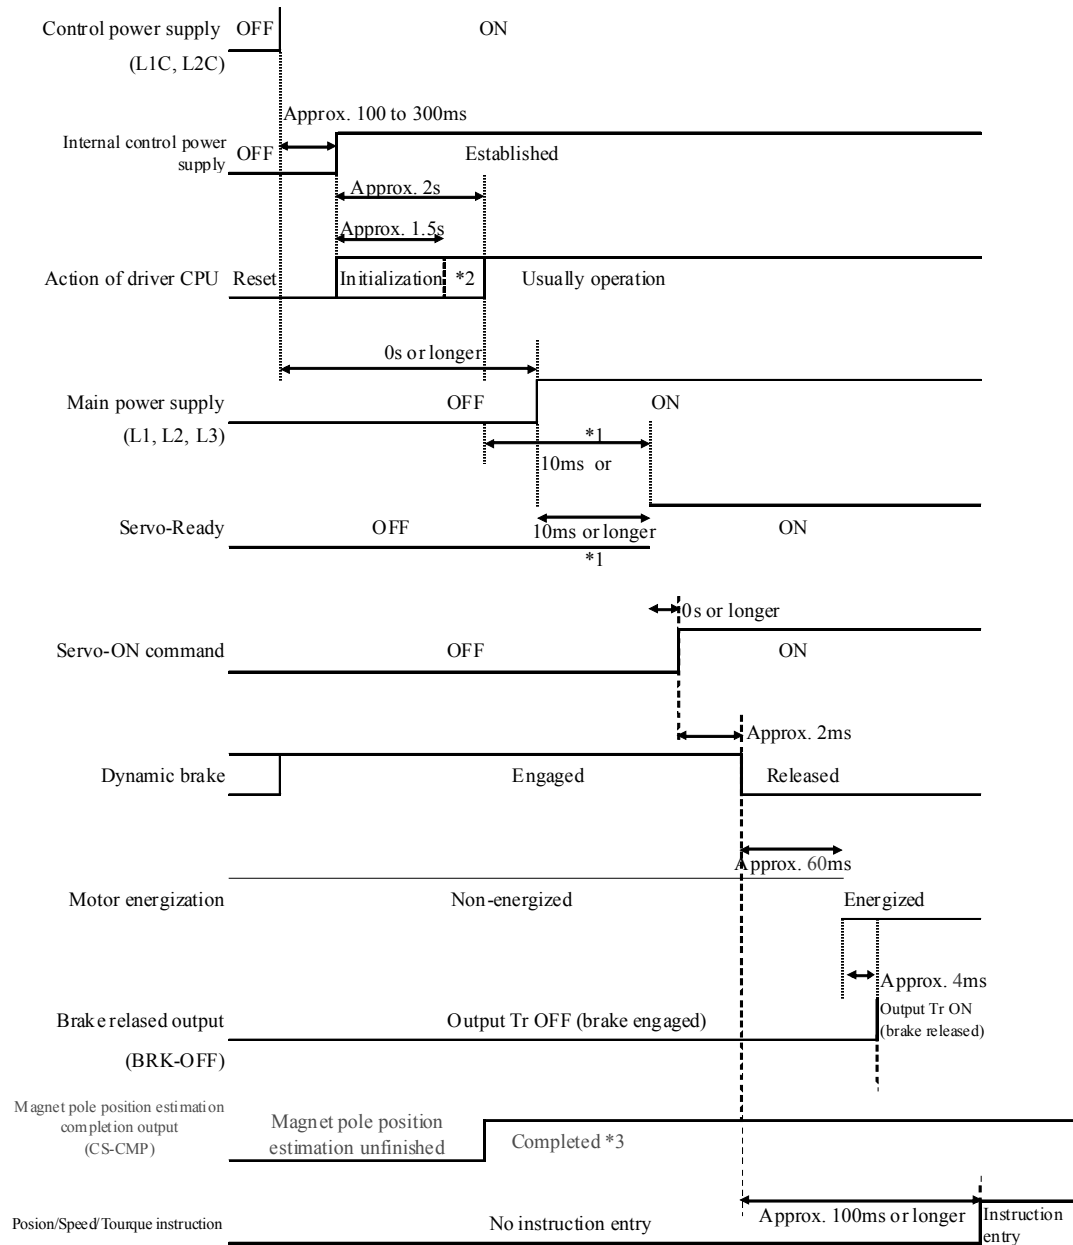 Control power supply OFF ON
(L1C, L2C)
Approx. 100 to 300ms
Internal control power
supply OFF Established
Approx. 2s
Approx. 1.5s
Action of driver CPU Reset Initialization *2 Usually operation
0s or longer
Main power supply OFF ON
(L1, L2, L3)
*1
10ms or
Servo-Ready OFF 10ms or longer ON
*1
0s or longer
Servo-ON command OFF ON
Approx. 2ms
Dynamic brake Engaged Released
Approx. 60ms
Motor energization Non-energized Energized
Approx. 4ms
Brake relased output Output Tr OFF (brake engaged) Output Tr ON
(brake released)
(BRK-OFF)
Magnet pole position estimation
completion output
(CS-CMP)
Magnet pole position
estimation unfinished
Completed *3
Posion/Speed/Tourque instruction No instruction entry Approx. 100ms or longer Instruction
entry